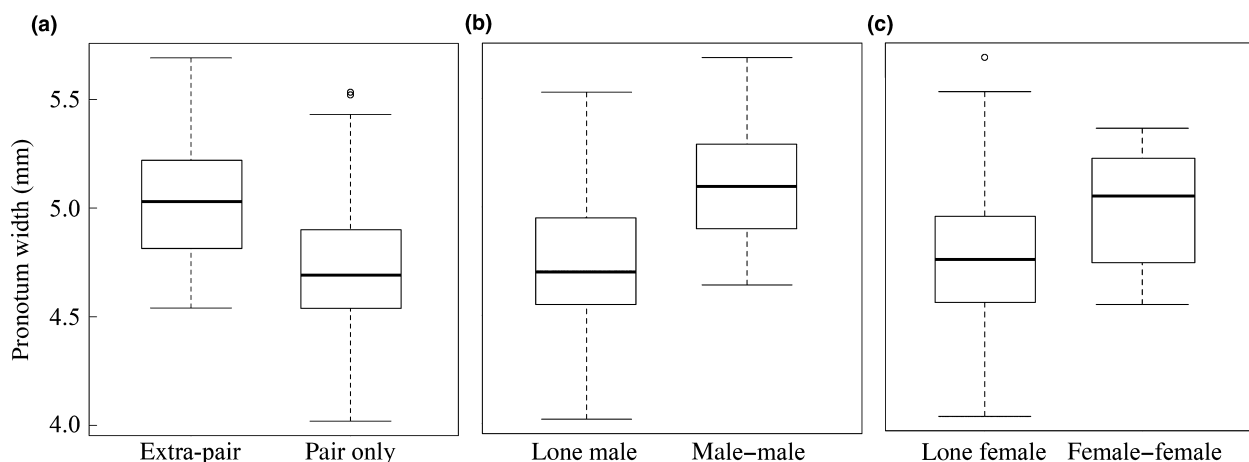 (a)
(b)
(c)
Pronotum width (mm)
5.5
5.0
4.5
4.0
Extra-pair Pair only
Lone male Male–male
Lone female Female–female